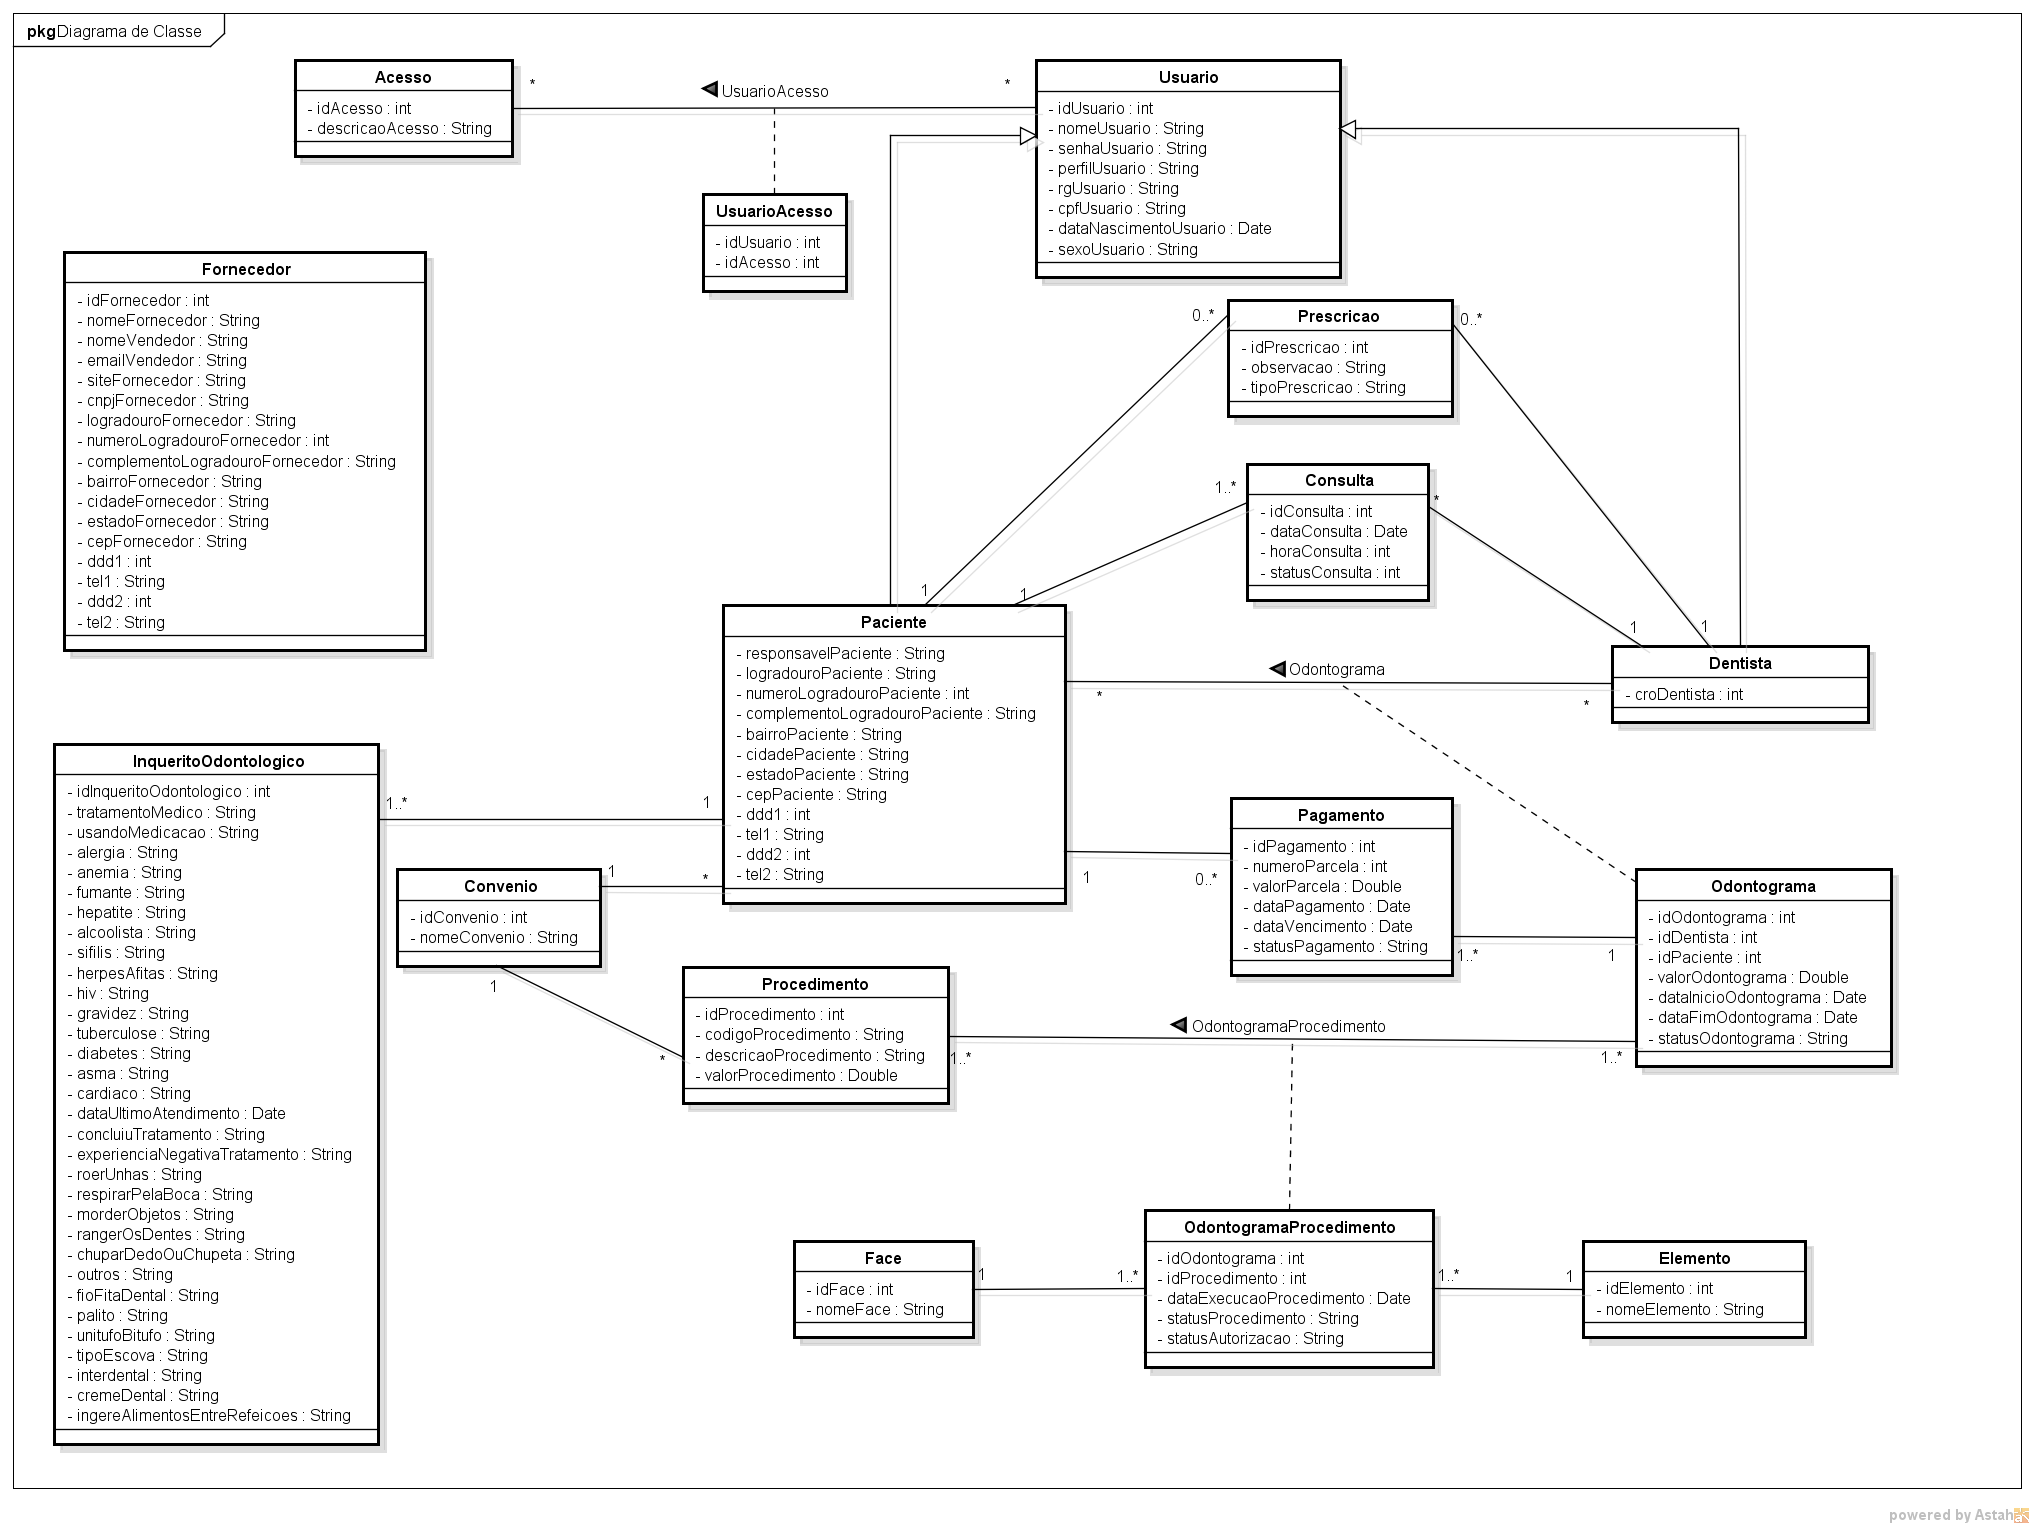 pkg Diagrama de Classe
Acesso
- idAcesso : int
- descricaoAcesso : String
*
UsuarioAcesso
*
Usuario
- idUsuario : int
- nomeUsuario : String
- senhaUsuario : String
- perfilUsuario : String
- rgUsuario : String
- cpfUsuario : String
- dataNascimentoUsuario : Date
- sexoUsuario : String
UsuarioAcesso
- idUsuario : int
- idAcesso : int
Fornecedor
- idFornecedor : int
- nomeFornecedor : String
- nomeVendedor : String
- emailVendedor : String
- siteFornecedor : String
- cnpjFornecedor : String
- logradouroFornecedor : String
- numeroLogradouroFornecedor : int
- complementoLogradouroFornecedor : String
- bairroFornecedor : String
- cidadeFornecedor : String
- estadoFornecedor : String
- cepFornecedor : String
- ddd1 : int
- tel1 : String
- ddd2 : int
- tel2 : String
0..*
Prescricao
- idPrescricao : int
- observacao : String
- tipoPrescricao : String
0..*
1..*
Consulta
- idConsulta : int
- dataConsulta : Date
- horaConsulta : int
- statusConsulta : int
*
1
1
1
1
Paciente
- responsavelPaciente : String
- logradouroPaciente : String
- numeroLogradouroPaciente : int
- complementoLogradouroPaciente : String
- bairroPaciente : String
- cidadePaciente : String
- estadoPaciente : String
- cepPaciente : String
- ddd1 : int
- tel1 : String
- ddd2 : int
- tel2 : String
Odontograma
*
*
Dentista
- croDentista : int
InqueritoOdontologico
- idInqueritoOdontologico : int
- tratamentoMedico : String
- usandoMedicacao : String
- alergia : String
- anemia : String
- fumante : String
- hepatite : String
- alcoolista : String
- sifilis : String
- herpesAfitas : String
- hiv : String
- gravidez : String
- tuberculose : String
- diabetes : String
- asma : String
- cardiaco : String
- dataUltimoAtendimento : Date
- concluiuTratamento : String
- experienciaNegativaTratamento : String
- roerUnhas : String
- respirarPelaBoca : String
- morderObjetos : String
- rangerOsDentes : String
- chuparDedoOuChupeta : String
- outros : String
- fioFitaDental : String
- palito : String
- unitufoBitufo : String
- tipoEscova : String
- interdental : String
- cremeDental : String
- ingereAlimentosEntreRefeicoes : String
1..*
1
1
*
Convenio
- idConvenio : int
- nomeConvenio : String
1
*
1
0..*
Pagamento
- idPagamento : int
- numeroParcela : int
- valorParcela : Double
- dataPagamento : Date
- dataVencimento : Date
- statusPagamento : String
1..*
1
Odontograma
- idOdontograma : int
- idDentista : int
- idPaciente : int
- valorOdontograma : Double
- dataInicioOdontograma : Date
- dataFimOdontograma : Date
- statusOdontograma : String
Procedimento
- idProcedimento : int
- codigoProcedimento : String
- descricaoProcedimento : String
- valorProcedimento : Double
OdontogramaProcedimento
1..*
1..*
Face
- idFace : int
- nomeFace : String
1
1..*
OdontogramaProcedimento
- idOdontograma : int
- idProcedimento : int
- dataExecucaoProcedimento : Date
- statusProcedimento : String
- statusAutorizacao : String
1..*
1
Elemento
- idElemento : int
- nomeElemento : String
powered by Astah